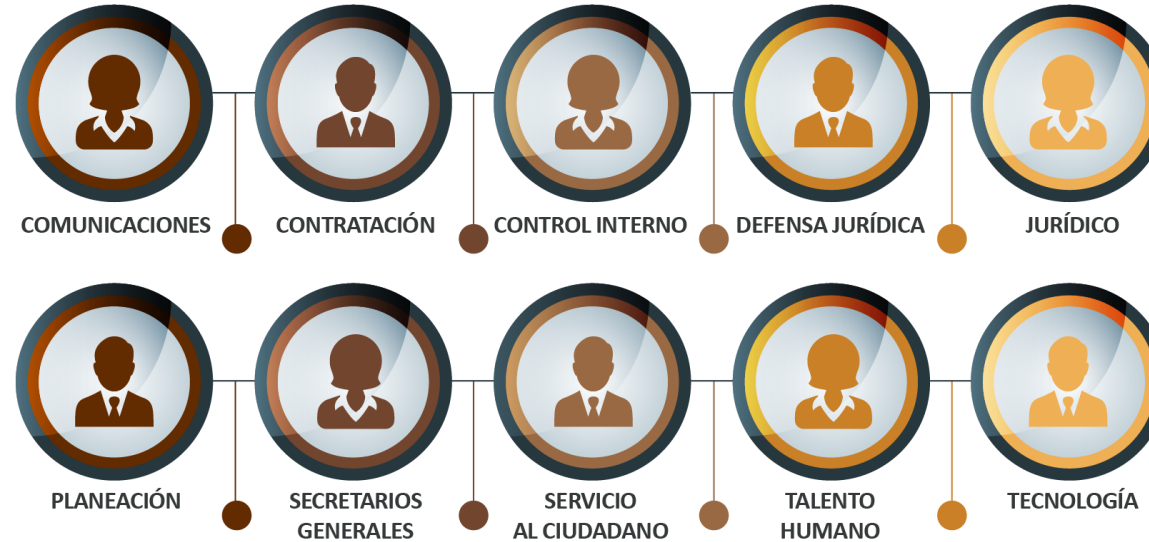 COMUNICACIONES
CONTRATACIÓN
CONTROL INTERNO
DEFENSA JURÍDICA
JURÍDICO
PLANEACIÓN
SECRETARIOS
GENERALES
SERVICIO
AL CIUDADANO
TALENTO
HUMANO
TECNOLOGÍA